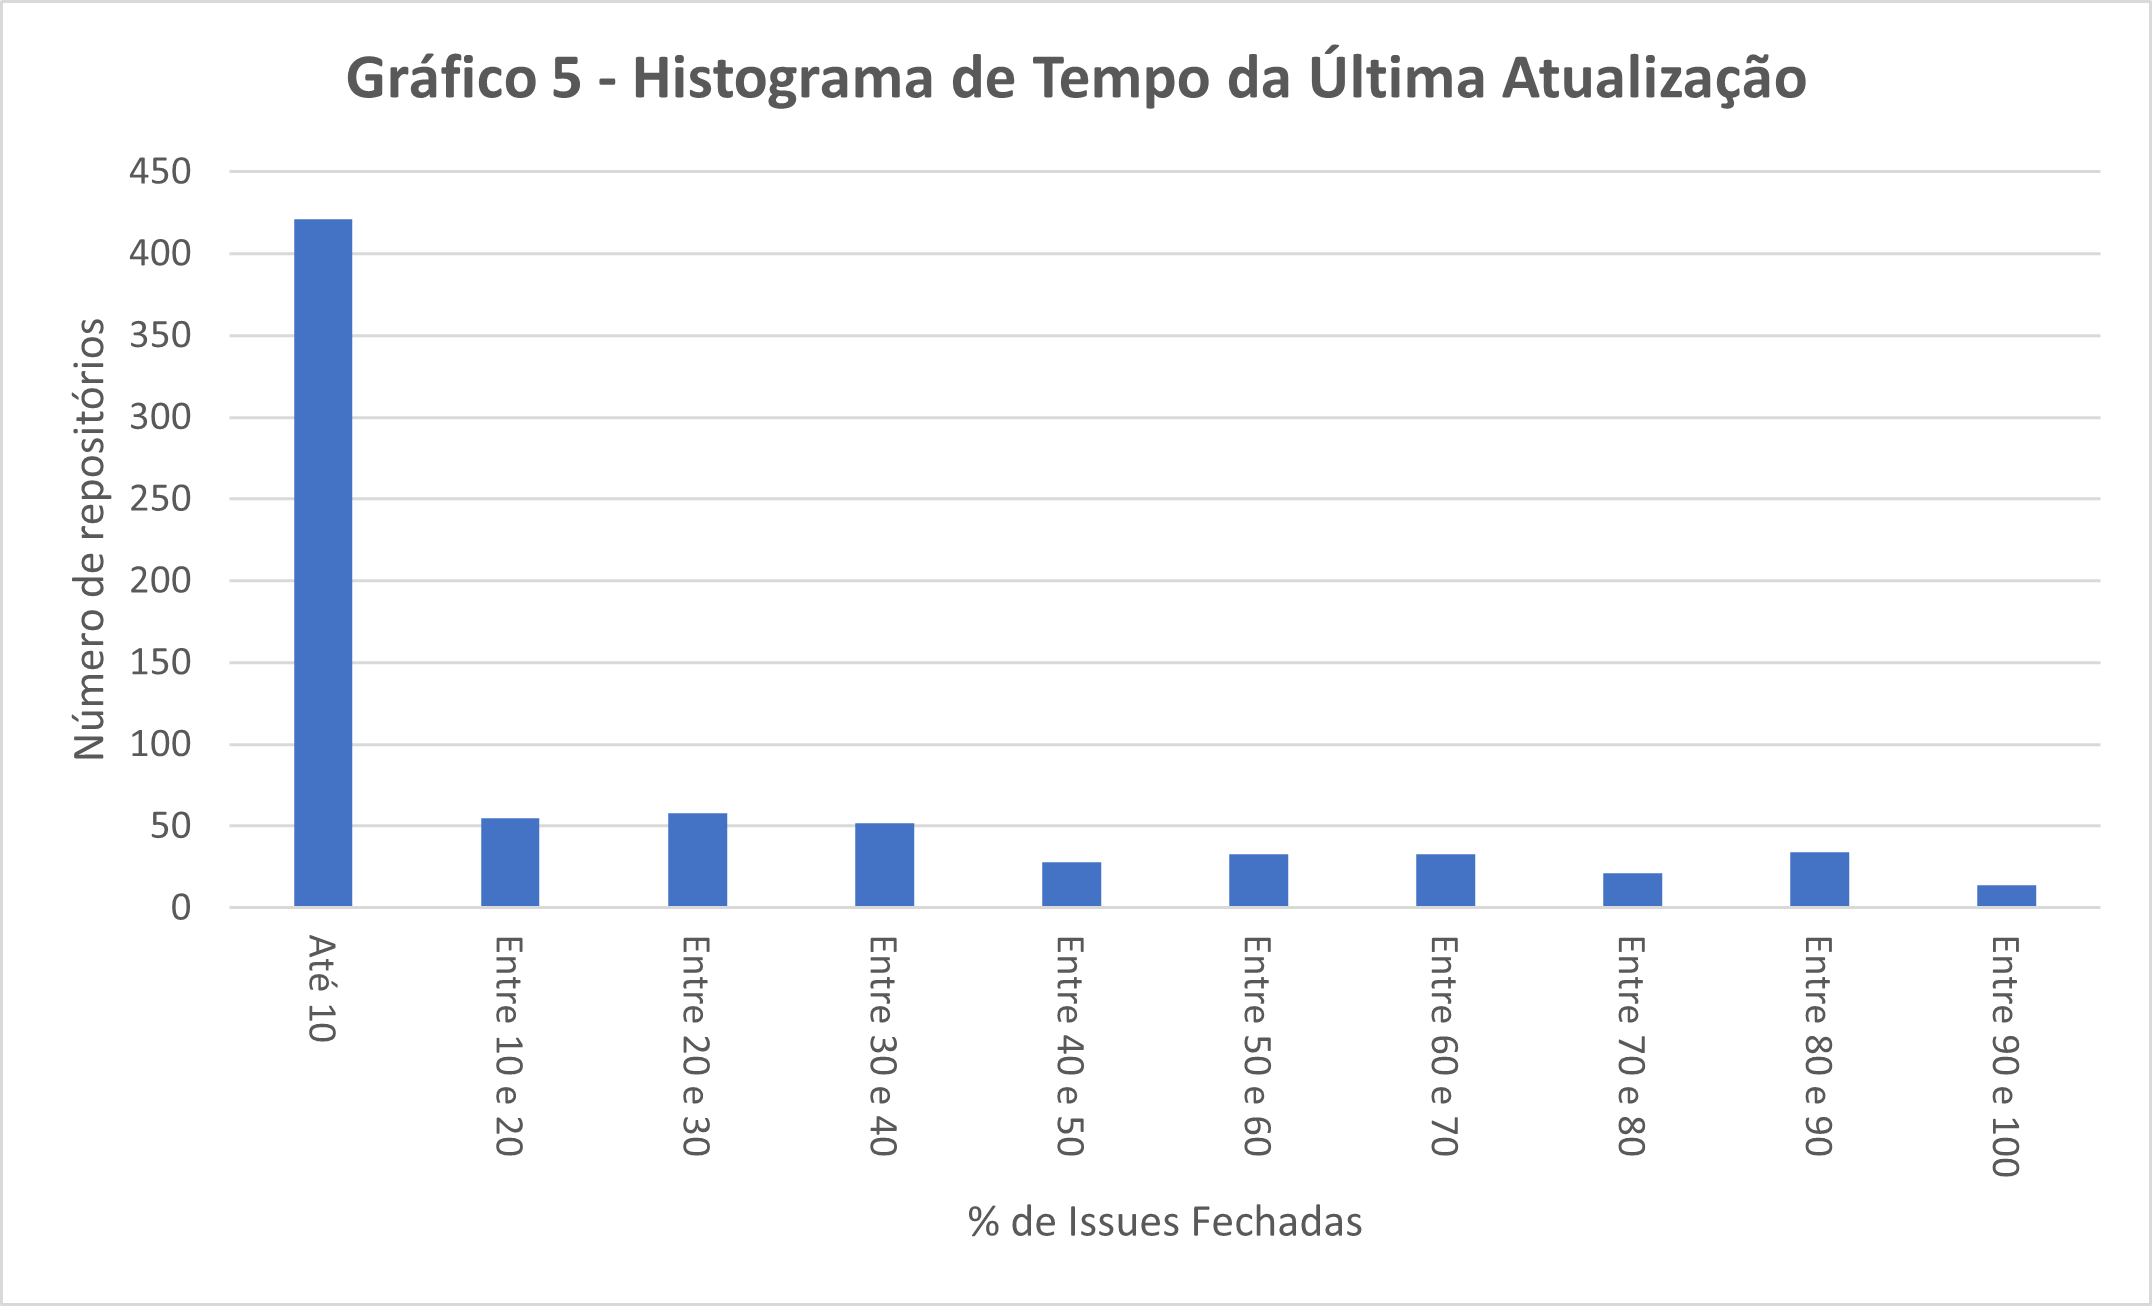 Gráfico 5 - Histograma de Tempo da Última Atualização
Número de repositórios
450
400
350
300
250
200
150
100
50
0
Até 10
Entre 10 e 20
Entre 20 e 30
Entre 30 e 40
Entre 40 e 50
Entre 50 e 60
Entre 60 e 70
Entre 70 e 80
Entre 80 e 90
Entre 90 e 100
% de Issues Fechadas